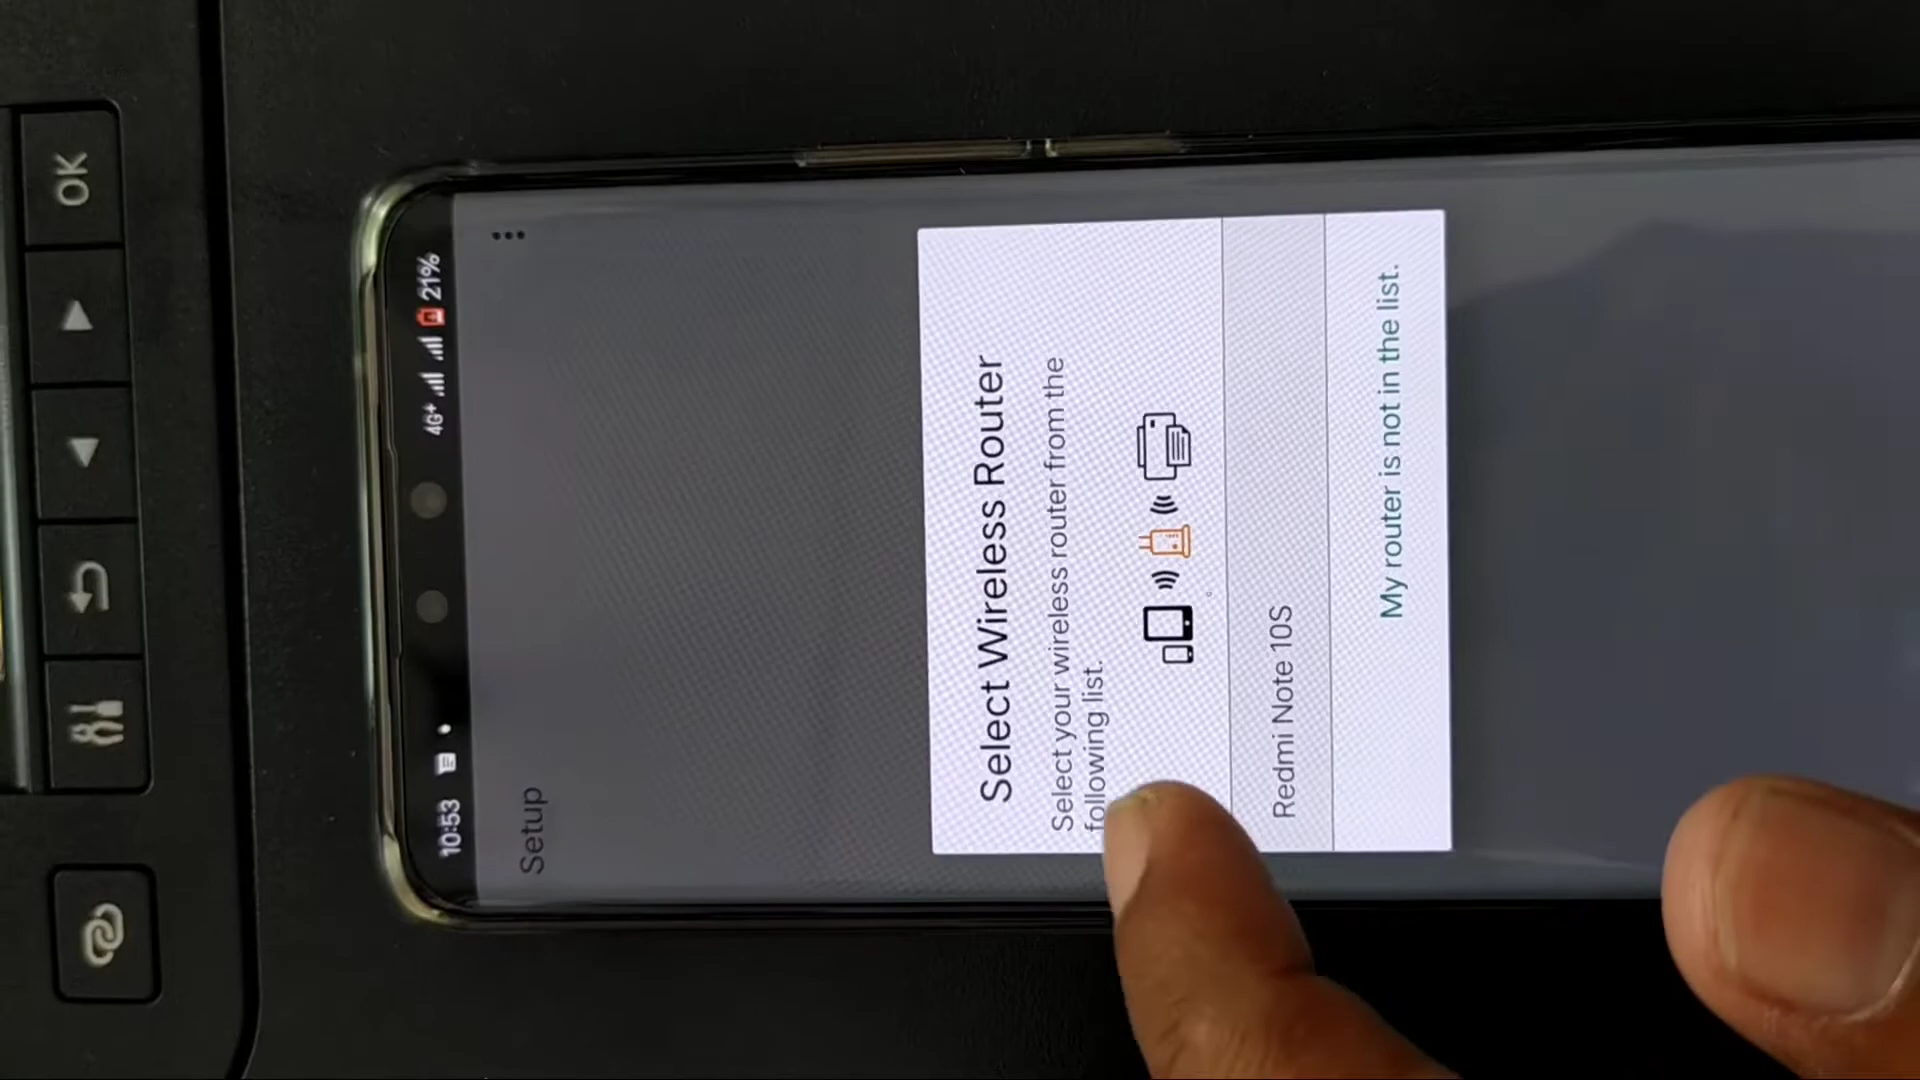 10:53
4G+
21%
Setup
Select Wireless Router
Select your wireless router from the
following list.
Redmi Note 10S
My router is not in the list.
OK